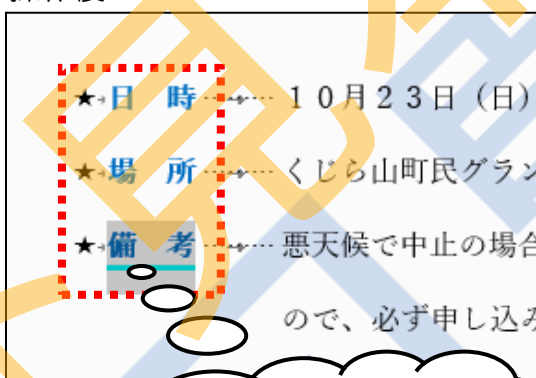 ★日　時 １０月２３日（日）
★場　所 くじら山町民グラン
★備　考 悪天候で中止の場合
ので、必ず申し込み